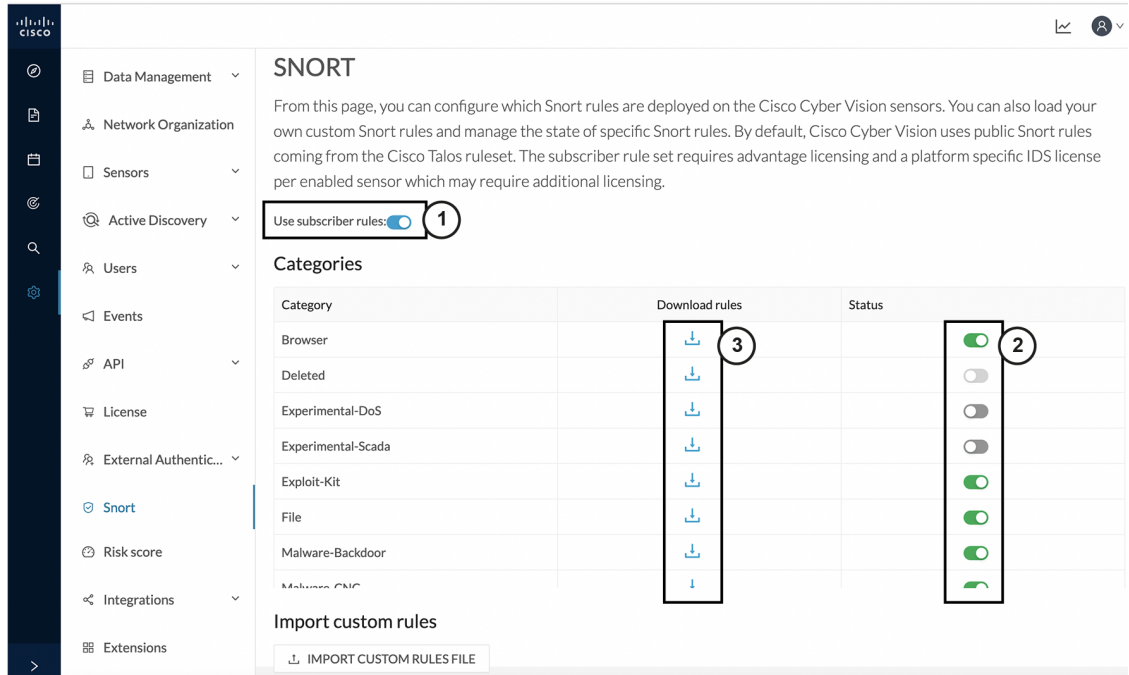 CISCO
Data Management
Network Organization
Sensors
Active Discovery
Users
Events
API
License
External Authentic...
Snort
Risk score
Integrations
Extensions
SNORT
From this page, you can configure which Snort rules are deployed on the Cisco Cyber Vision sensors. You can also load your
own custom Snort rules and manage the state of specific Snort rules. By default, Cisco Cyber Vision uses public Snort rules
coming from the Cisco Talos ruleset. The subscriber rule set requires advantage licensing and a platform specific IDS license
per enabled sensor which may require additional licensing.
Use subscriber rules: 1
Categories
Category Download rules Status
Browser 3 2
Deleted
Experimental-DoS
Experimental-Scada
Exploit-Kit
File
Malware-Backdoor
Malware-CNC
Import custom rules
IMPORT CUSTOM RULES FILE